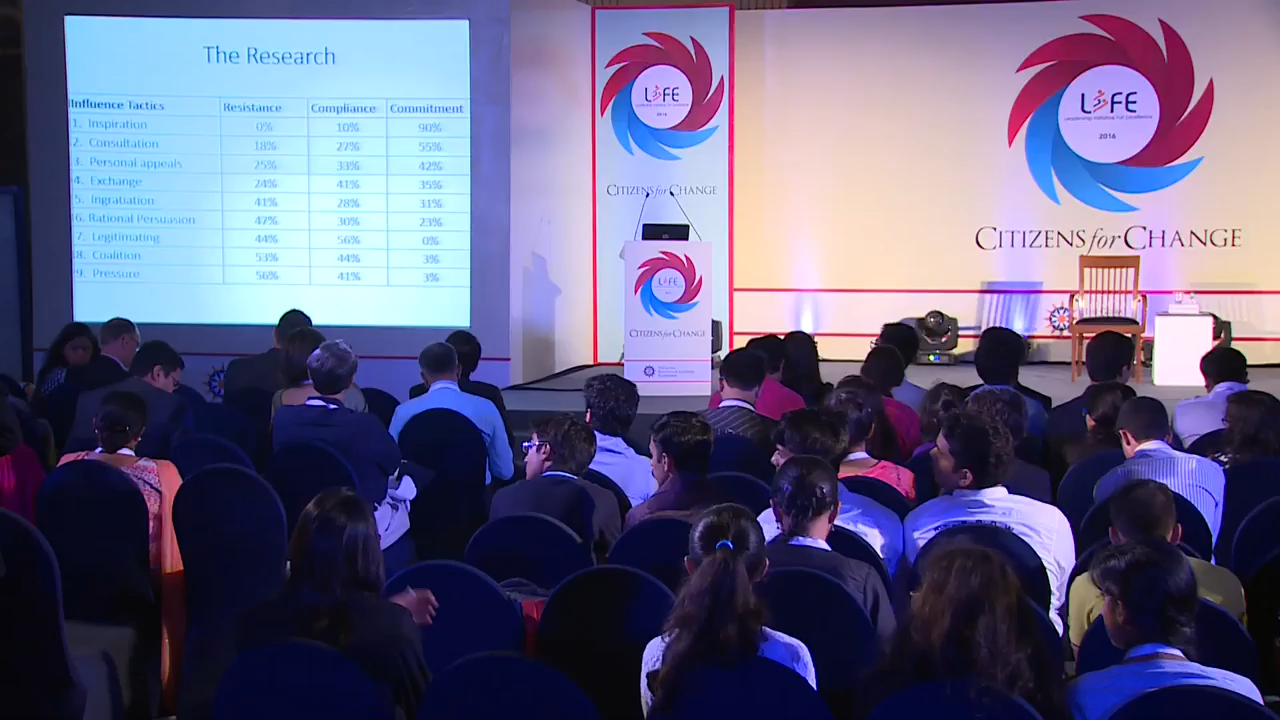 The Research
Influence Tactics Resistance Compliance Commitment
1. Inspiration 0% 10% 90%
2. Consultation 18% 27% 55%
3. Personal appeals 25% 33% 42%
4. Exchange 24% 41% 35%
5. Ingratiation 41% 28% 31%
6. Rational Persuasion 47% 30% 23%
7. Legitimating 44% 56% 0%
8. Coalition 53% 44% 3%
9. Pressure 56% 41% 3%
LIFE
2016
CITIZENS for CHANGE
LIFE
CITIZENS for CHANGE
LIFE
Leadership Initiative For Excellence
2016
CITIZENS for CHANGE